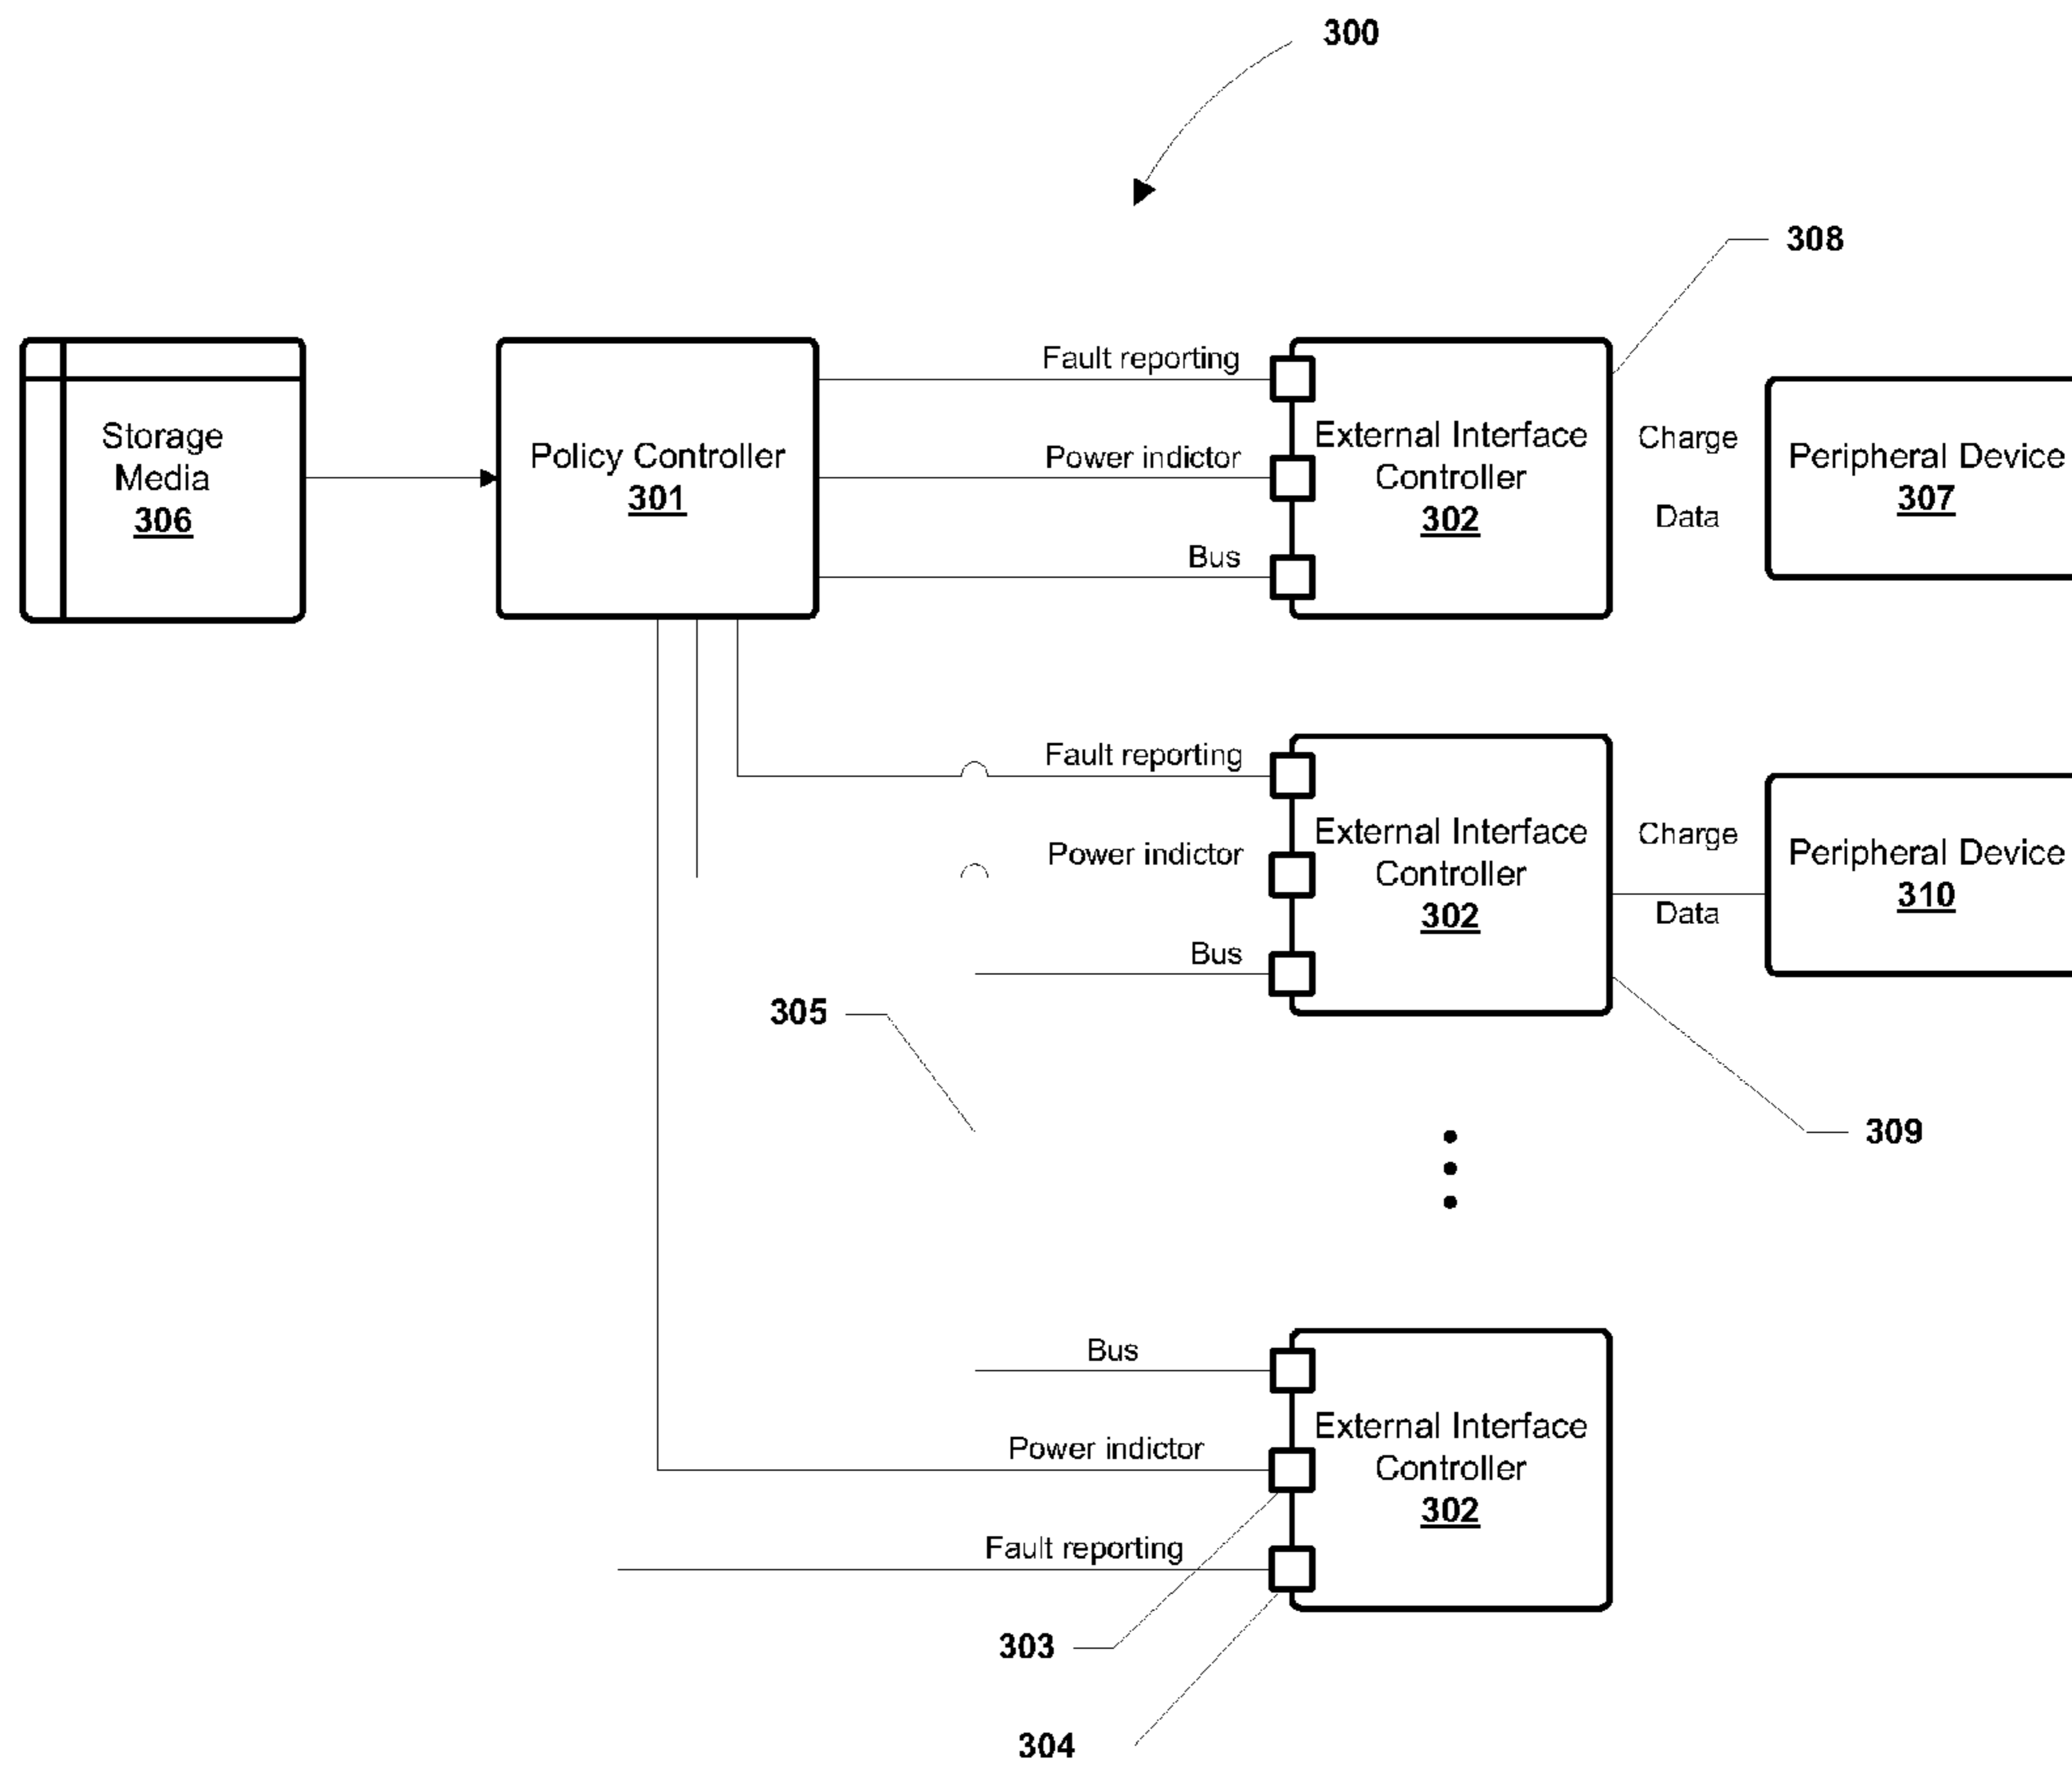 300
308
Storage
Media
306
Policy Controller
301
Fault reporting
Power indictor
Bus
External Interface
Controller
302
Charge
Data
Peripheral Device
307
Fault reporting
Power indictor
Bus
External Interface
Controller
302
Charge
Data
Peripheral Device
310
305
309
Bus
Power indictor
Fault reporting
External Interface
Controller
302
303
304